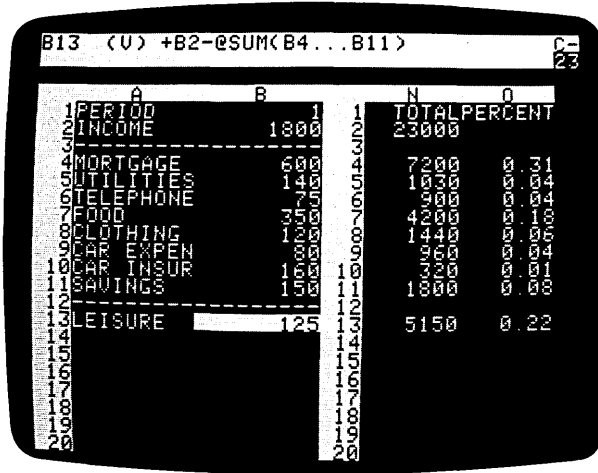 B13 (V) +B2-@SUM(B4...B11) C-
23
A B N O
1 PERIOD 1 1 TOTALPERCENT
2 INCOME 1800 2 23000
3 -------------------- 3
4 MORTGAGE 600 4 7200 0.31
5 UTILITIES 140 5 1030 0.04
6 TELEPHONE 75 6 900 0.04
7 FOOD 350 7 4200 0.18
8 CLOTHING 120 8 1440 0.06
9 CAR EXPEN 80 9 960 0.04
10 CAR INSUR 160 10 320 0.01
11 SAVINGS 150 11 1800 0.08
12 -------------------- 12
13 LEISURE 125 13 5150 0.22
14 14
15 15
16 16
17 17
18 18
19 19
20 20